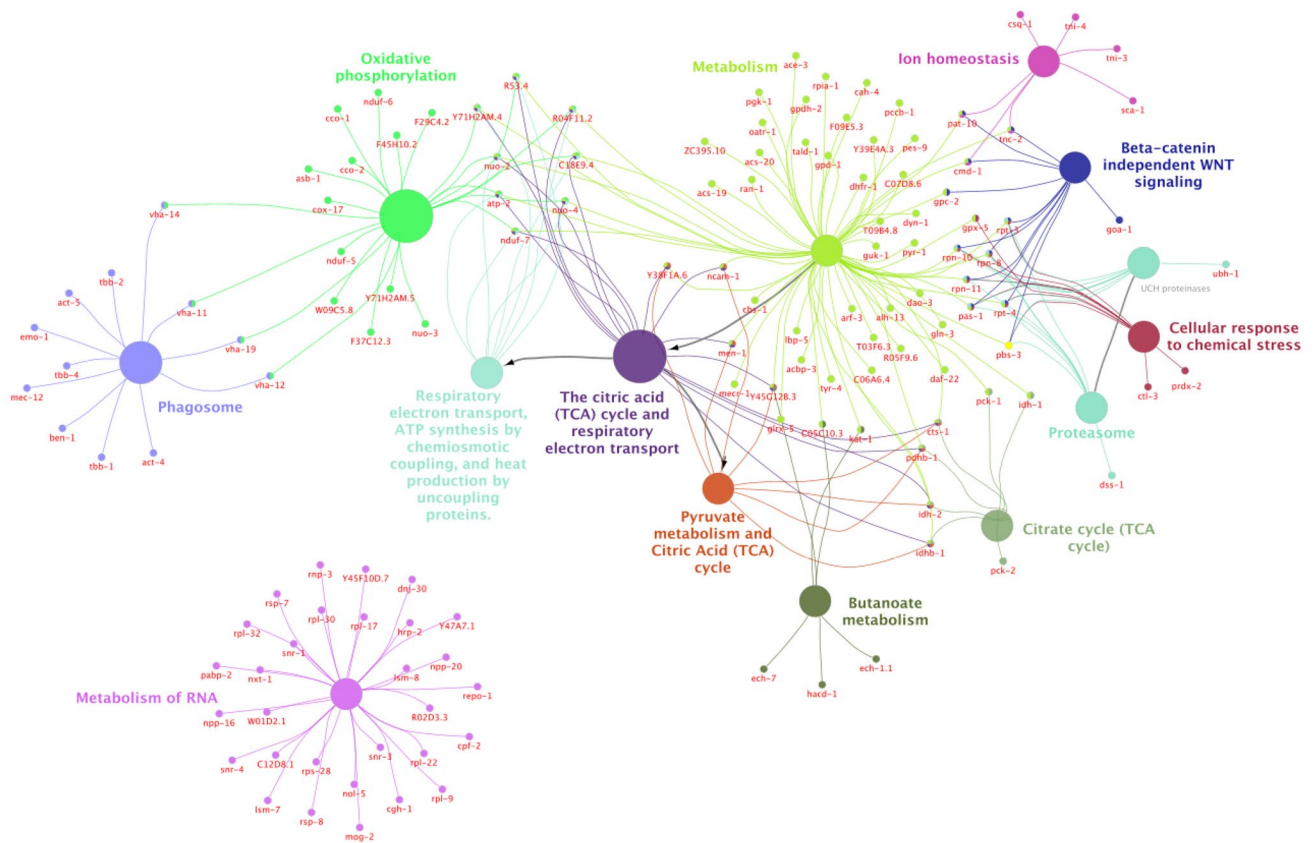 csq-1
tni-4
Oxidative
phosphorylation
ace-3
Ion homeostasis
tni-3
Metabolism
R53.4
rpia-1
cah-4
nduf-6
pgk-1
gpdh-2
pccb-1
sca-1
cco-1
F29C4.2
Y71H2AM.4
R04F11.2
oatr-1
F09E5.3
pat-10
F45H10.2
ZC395.10
tald-1
Y39E4A.3
pes-9
tnc-2
Beta-catenin
independent WNT
signaling
cco-2
nuo-2
C18E9.4
acs-20
gpd-1
cmd-1
asb-1
acs-19
ran-1
dhfr-1
C07D8.6
gpc-2
cox-17
atp-2
nuo-4
vha-14
T09B4.8
dyn-1
gpx-5
rpt-3
goa-1
nduf-7
guk-1
pyr-1
rpn-10
rpn-8
nduf-5
Y38F1A.6
ncam-1
ubh-1
UCH proteinases
tbb-2
rpn-11
act-5
Y71H2AM.5
cbs-1
dao-3
W09C5.8
arf-3
alh-13
pas-1
rpt-4
vha-11
nuo-3
gln-3
Cellular response
to chemical stress
emo-1
F37C12.3
lbp-5
T03F6.3
vha-19
men-1
R05F9.6
pbs-3
tbb-4
acbp-3
vha-12
C06A6.4
daf-22
prdx-2
mec-12
mecr-1
tyr-4
Y45G12B.3
pck-1
idh-1
ctl-3
Phagosome
Respiratory
electron transport,
ATP synthesis by
chemiosmotic
coupling, and heat
production by
uncoupling
proteins.
The citric acid
(TCA) cycle and
respiratory
electron transport
ben-1
glrx-5
C05C10.3
kat-1
cts-1
Proteasome
tbb-1
act-4
pdhb-1
dss-1
Pyruvate
metabolism and
Citric Acid (TCA)
cycle
idh-2
Citrate cycle (TCA
cycle)
idhb-1
pck-2
rnp-3
Y45F10D.7
dnj-30
rsp-7
Butanoate
metabolism
rpl-32
rpl-30
rpl-17
hrp-2
Y47A7.1
snr-1
pabp-2
nxt-1
lsm-8
npp-20
ech-7
ech-1.1
hacd-1
Metabolism of RNA
repo-1
npp-16
W01D2.1
R02D3.3
snr-4
C12D8.1
rps-28
snr-3
rpl-22
cpf-2
nol-5
rpl-9
lsm-7
rsp-8
cgh-1
mog-2